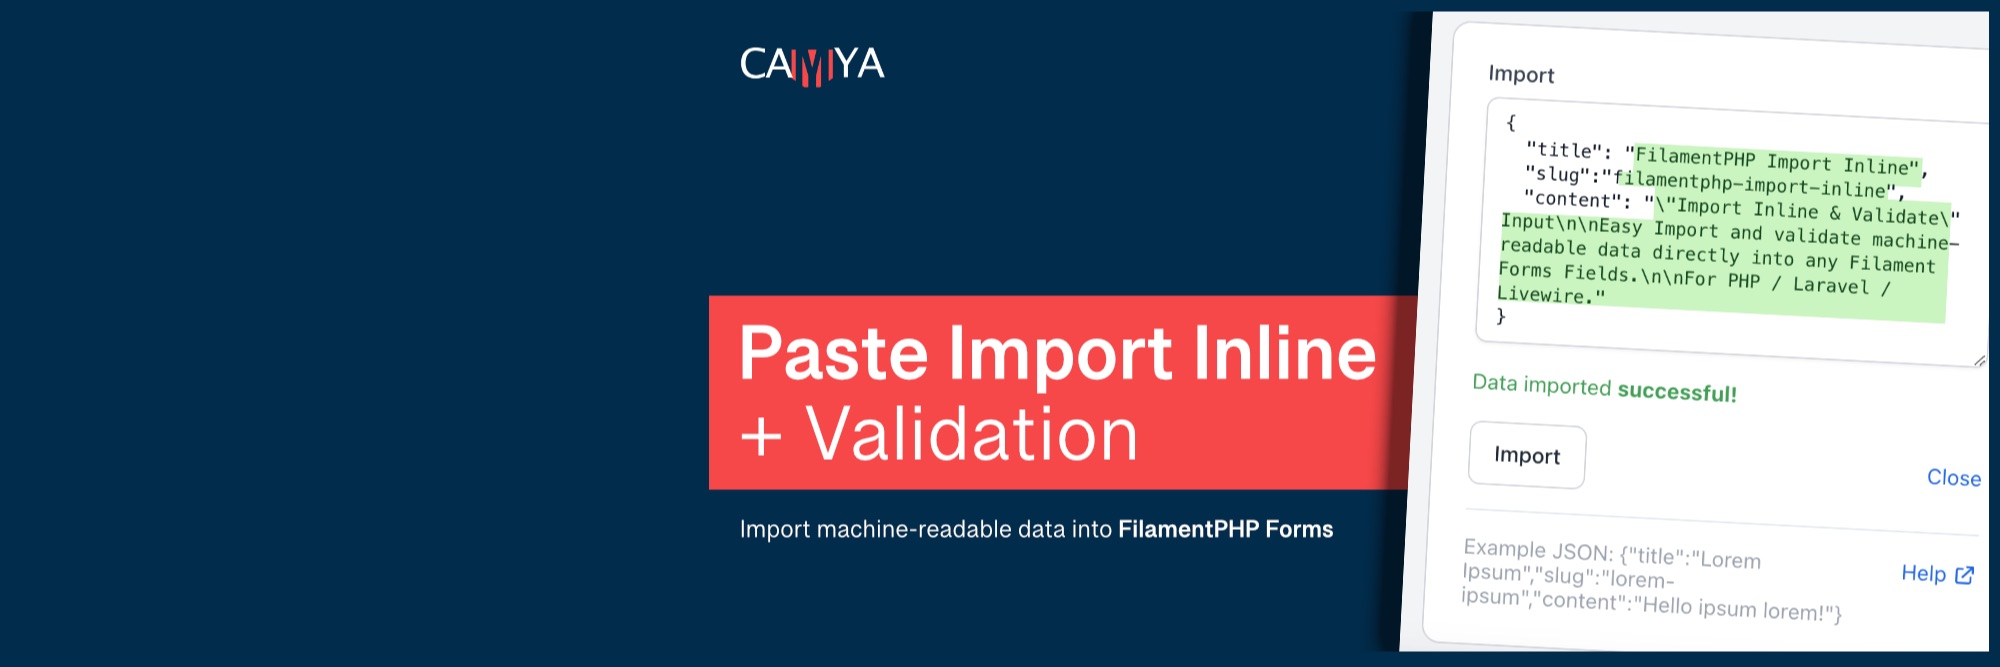 CAMYA
Paste Import Inline
+ Validation
Import machine-readable data into FilamentPHP Forms
Import
{
"title": "FilamentPHP Import Inline",
"slug":"filamentphp-import-inline",
"content": "\"Import Inline & Validate\"
Input\n\nEasy Import and validate machine-
readable data directly into any Filament
Forms Fields.\n\nFor PHP / Laravel /
Livewire."
}
Data imported successful!
Import
Close
Example JSON: {"title":"Lorem
Ipsum","slug":"lorem-
ipsum","content":"Hello ipsum lorem!"}
Help